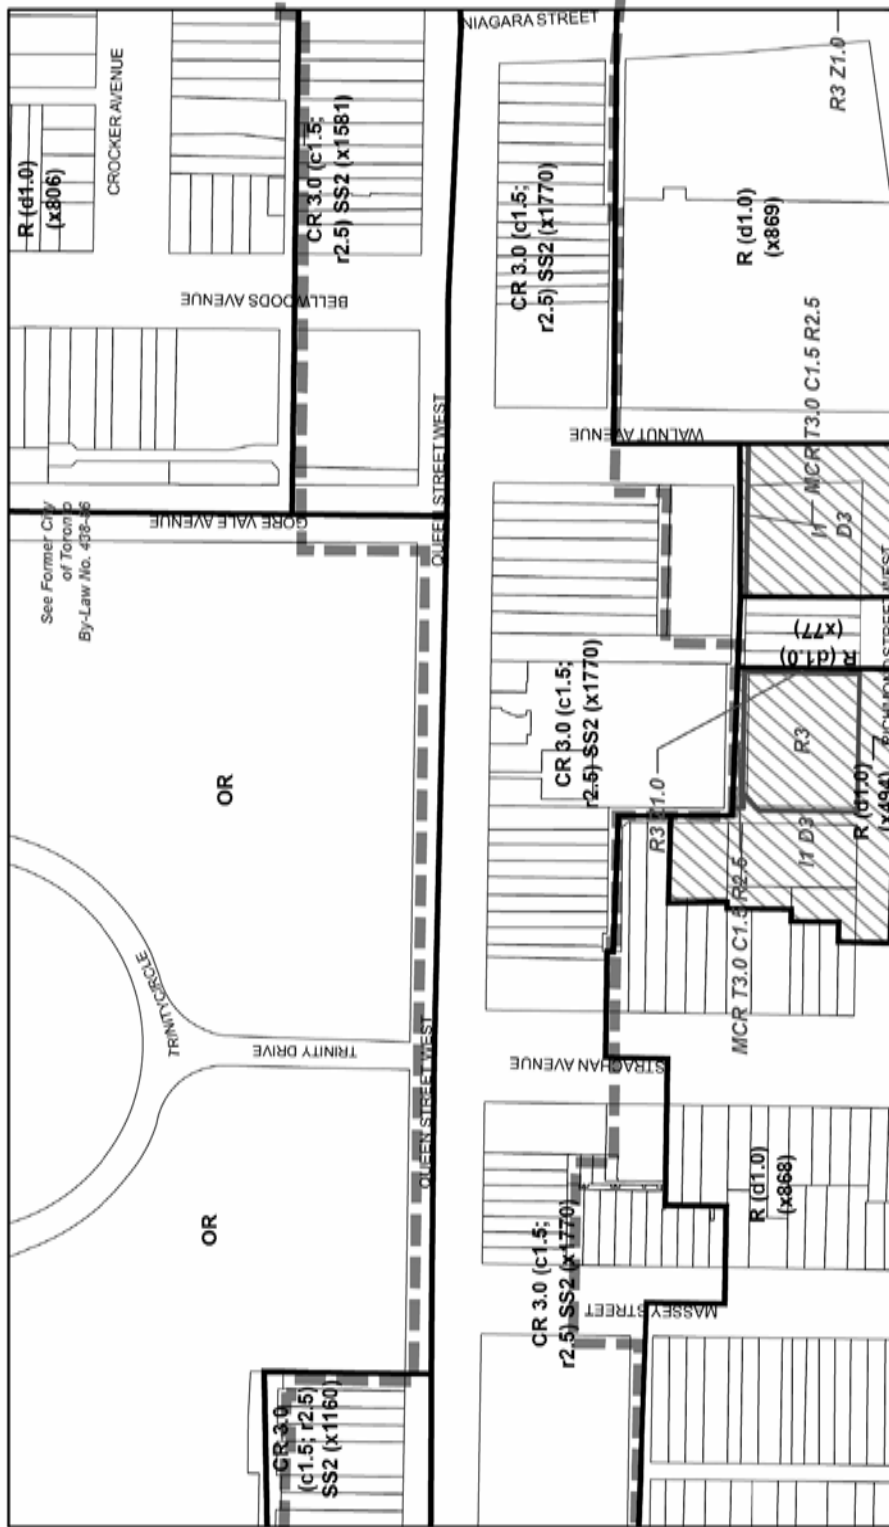 NIAGARA STREET
R3 Z1.0
CROCKER AVENUE
R (d1.0)
(x806)
CR 3.0 (c1.5;
r2.5) SS2 (x1581)
CR 3.0 (c1.5;
r2.5) SS2 (x1770)
R (d1.0)
(x869)
BELLWOODS AVENUE
QUEEN STREET WEST
WALNUT AVENUE
MCR T3.0 C1.5 R2.5
I1
D3
GORE VALE AVENUE
See Former City
of Toronto
By-Law No. 438-86
R (d1.0)
(x77)
RICHMOND STREET WEST
OR
CR 3.0 (c1.5;
r2.5) SS2 (x1770)
R3 Z1.0
R3
R (d1.0)
(x494)
I1 D3
MCR T3.0 C1.5 R2.5
TRINITY CIRCLE
TRINITY DRIVE
QUEEN STREET WEST
STRACHAN AVENUE
OR
CR 3.0 (c1.5;
r2.5) SS2 (x1770)
R (d1.0)
(x868)
MASSEY STREET
CR 3.0
(c1.5; r2.5)
SS2 (x1160)